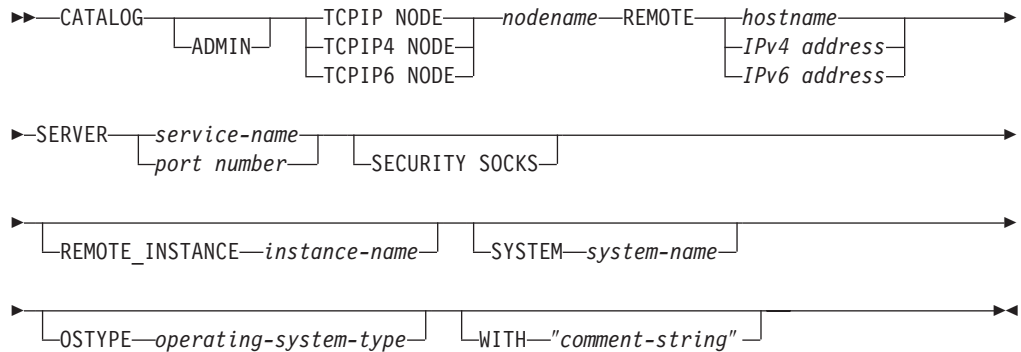 CATALOG ADMIN TCPIP NODE nodename REMOTE hostname
TCPIP4 NODE IPv4 address
TCPIP6 NODE IPv6 address
SERVER service-name
port number SECURITY SOCKS
REMOTE_INSTANCE instance-name SYSTEM system-name
OSTYPE operating-system-type WITH "comment-string"